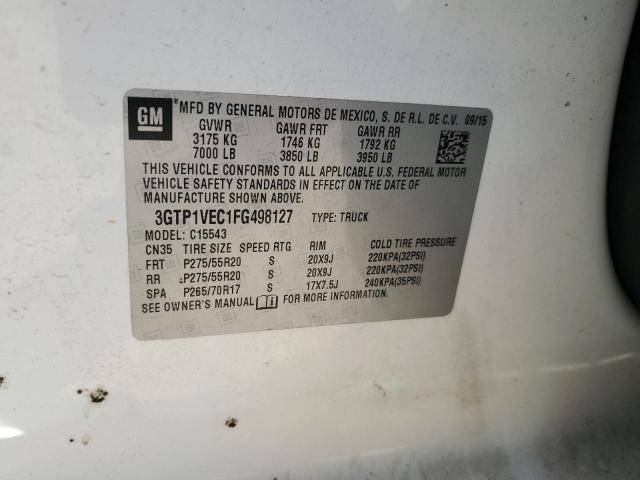 GM
*MFD BY GENERAL MOTORS DE MEXICO, S. DE R.L. DE C.V. 09/15
GVWR GAWR FRT GAWR RR
3175 KG 1746 KG 1792 KG
7000 LB 3850 LB 3950 LB
THIS VEHICLE CONFORMS TO ALL APPLICABLE U.S. FEDERAL MOTOR
VEHICLE SAFETY STANDARDS IN EFFECT ON THE DATE OF
MANUFACTURE SHOWN ABOVE.
3GTP1VEC1FG498127 TYPE: TRUCK
MODEL: C15543
CN35 TIRE SIZE SPEED RTG RIM COLD TIRE PRESSURE
FRT P275/55R20 S 20X9J 220KPA(32PSI)
RR P275/55R20 S 20X9J 220KPA(32PSI)
SPA P265/70R17 S 17X7.5J 240KPA(35PSI)
SEE OWNER'S MANUAL FOR MORE INFORMATION.